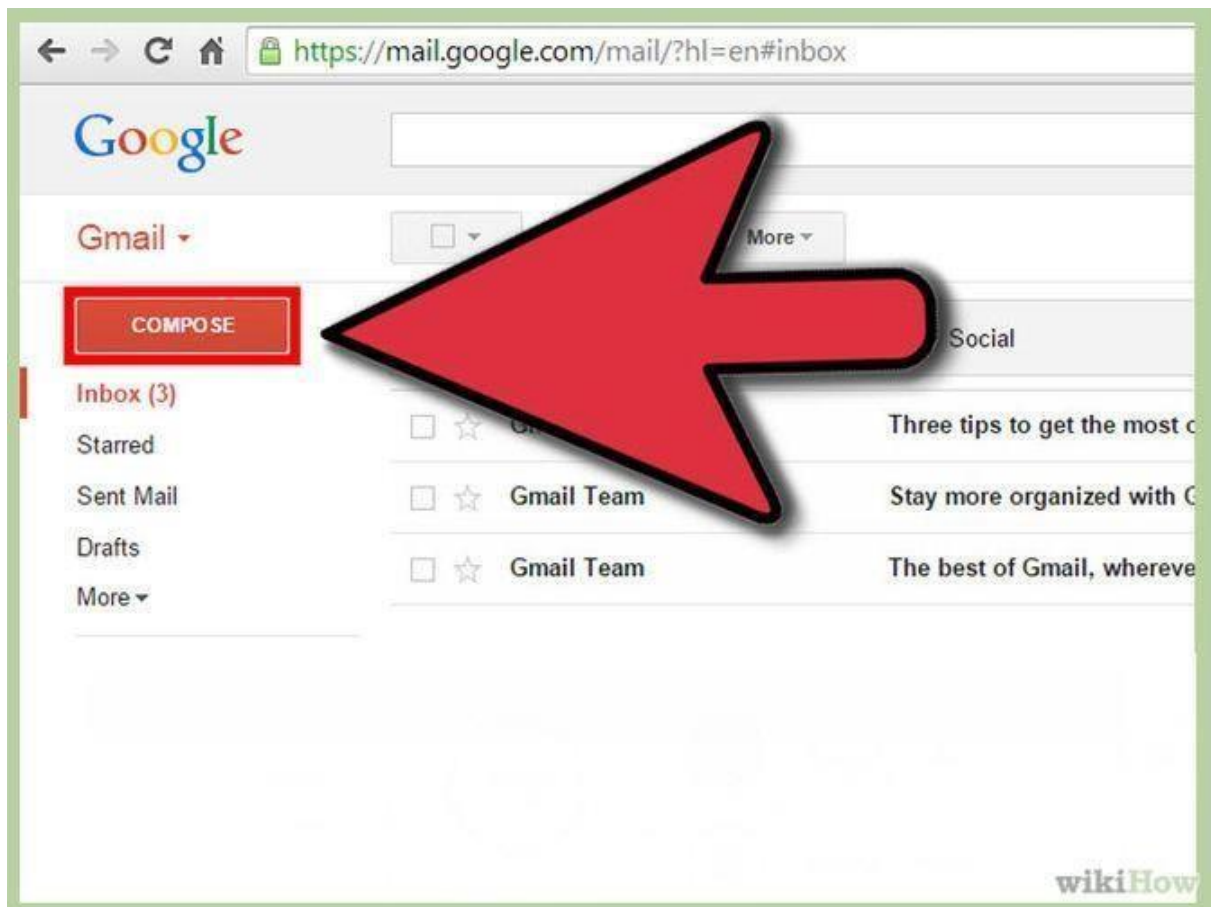 https://mail.google.com/mail/?hl=en#inbox
Google
Gmail
More
COMPOSE
Social
Inbox (3)
Starred
Sent Mail
Drafts
More
Three tips to get the most
Gmail Team
Stay more organized with
Gmail Team
The best of Gmail,
wikiHow